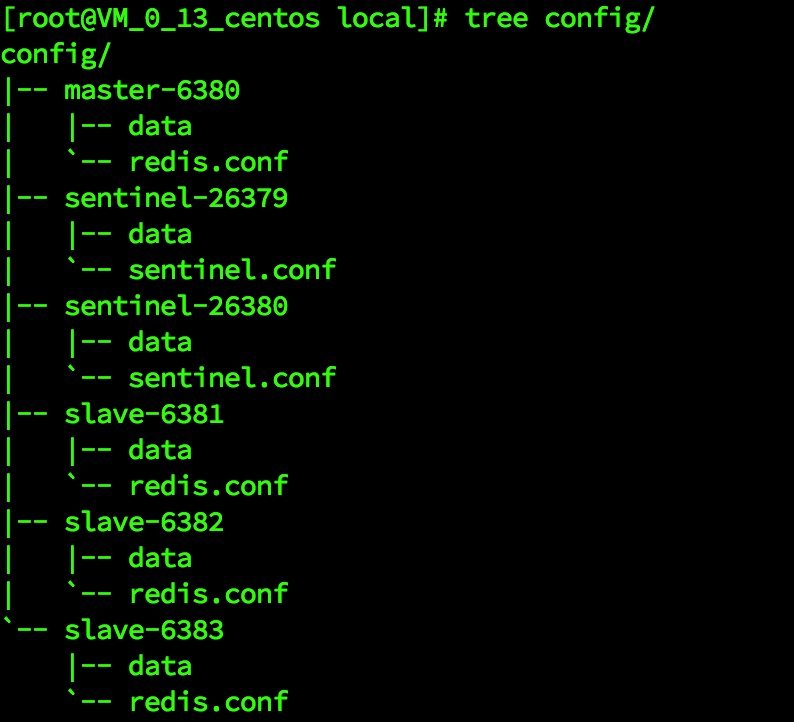 [root@VM_0_13_centos local]# tree config/
config/
|-- master-6380
|   |-- data
|   `-- redis.conf
|-- sentinel-26379
|   |-- data
|   `-- sentinel.conf
|-- sentinel-26380
|   |-- data
|   `-- sentinel.conf
|-- slave-6381
|   |-- data
|   `-- redis.conf
|-- slave-6382
|   |-- data
|   `-- redis.conf
`-- slave-6383
    |-- data
    `-- redis.conf